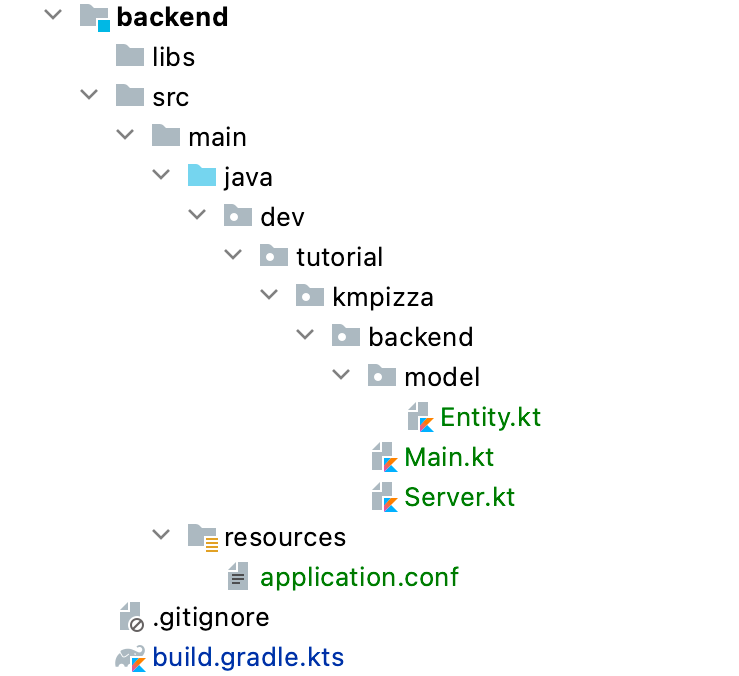 backend
libs
src
main
java
dev
tutorial
kmpizza
backend
model
Entity.kt
Main.kt
Server.kt
resources
application.conf
.gitignore
build.gradle.kts